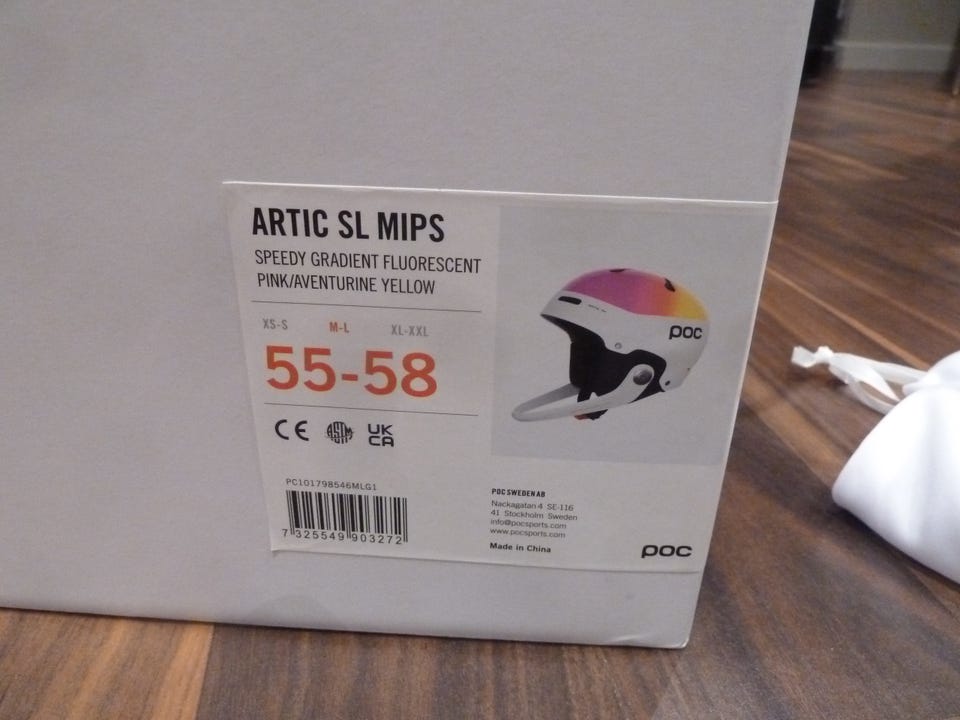 ARTIC SL MIPS
SPEEDY GRADIENT FLUORESCENT
PINK/AVENTURINE YELLOW
XS-S M-L XL-XXL
55-58
CE ASTM UK
CA
PC101798546MLG1
7 325549 903272
poc
POC SWEDEN AB
Nackagatan 4 SE-116
41 Stockholm Sweden
info@pocsports.com
www.pocsports.com
Made in China
poc